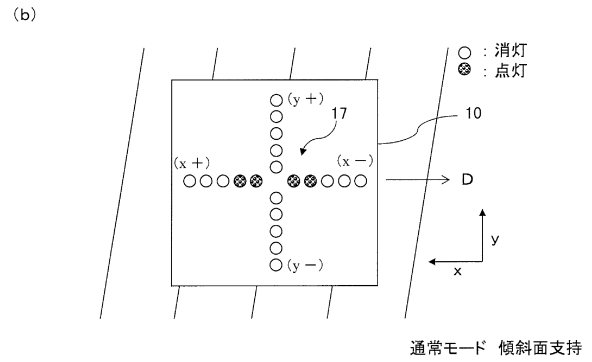 (b)
○ : 消灯
: 点灯
(y+)
17
10
(x+)
(x-)
D
y
x
(y-)
通常モード 傾斜面支持